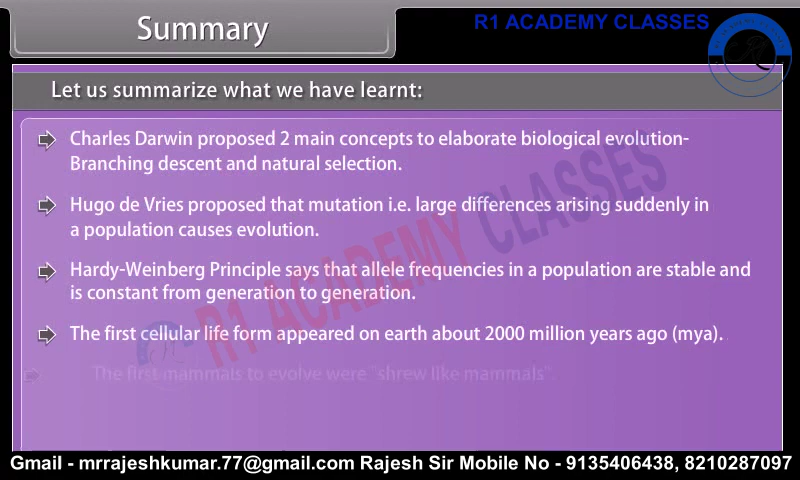 Summary
R1 ACADEMY CLASSES
Let us summarize what we have learnt:
Charles Darwin proposed 2 main concepts to elaborate biological evolution-
Branching descent and natural selection.
Hugo de Vries proposed that mutation i.e. large differences arising suddenly in
a population causes evolution.
Hardy-Weinberg Principle says that allele frequencies in a population are stable and
is constant from generation to generation.
The first cellular life form appeared on earth about 2000 million years ago (mya).
The first mammals to evolve were "shrew like mammals".
R1 ACADEMY CLASSES
Gmail - mrrajeshkumar.77@gmail.com Rajesh Sir Mobile No - 9135406438, 8210287097